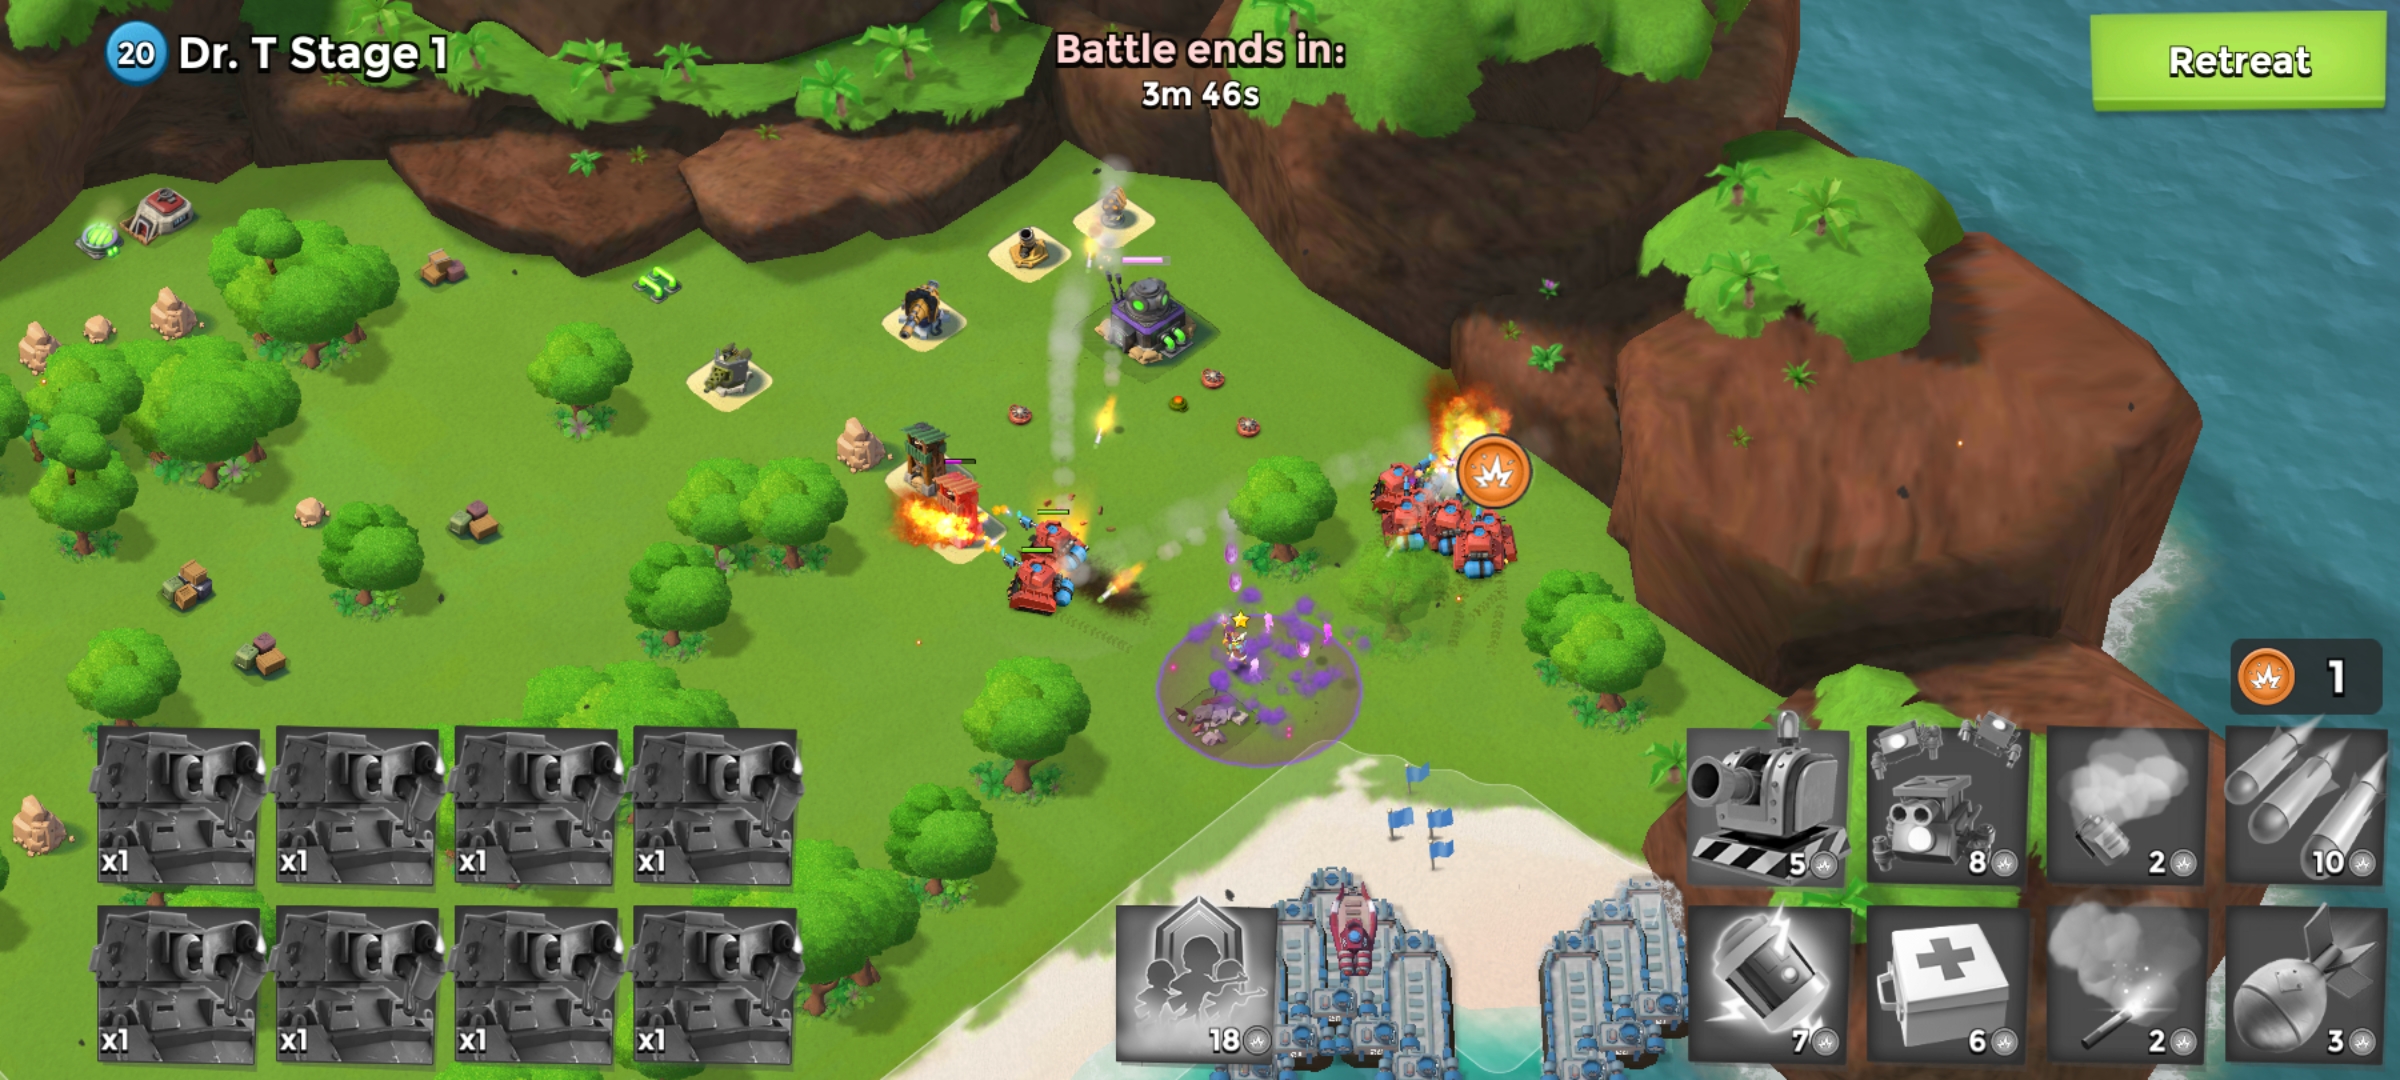 20 Dr. T Stage 1
Battle ends in:
3m 46s
Retreat
1
x1 x1 x1 x1
5 8 2 10
x1 x1 x1 x1
18 7 6 2 3